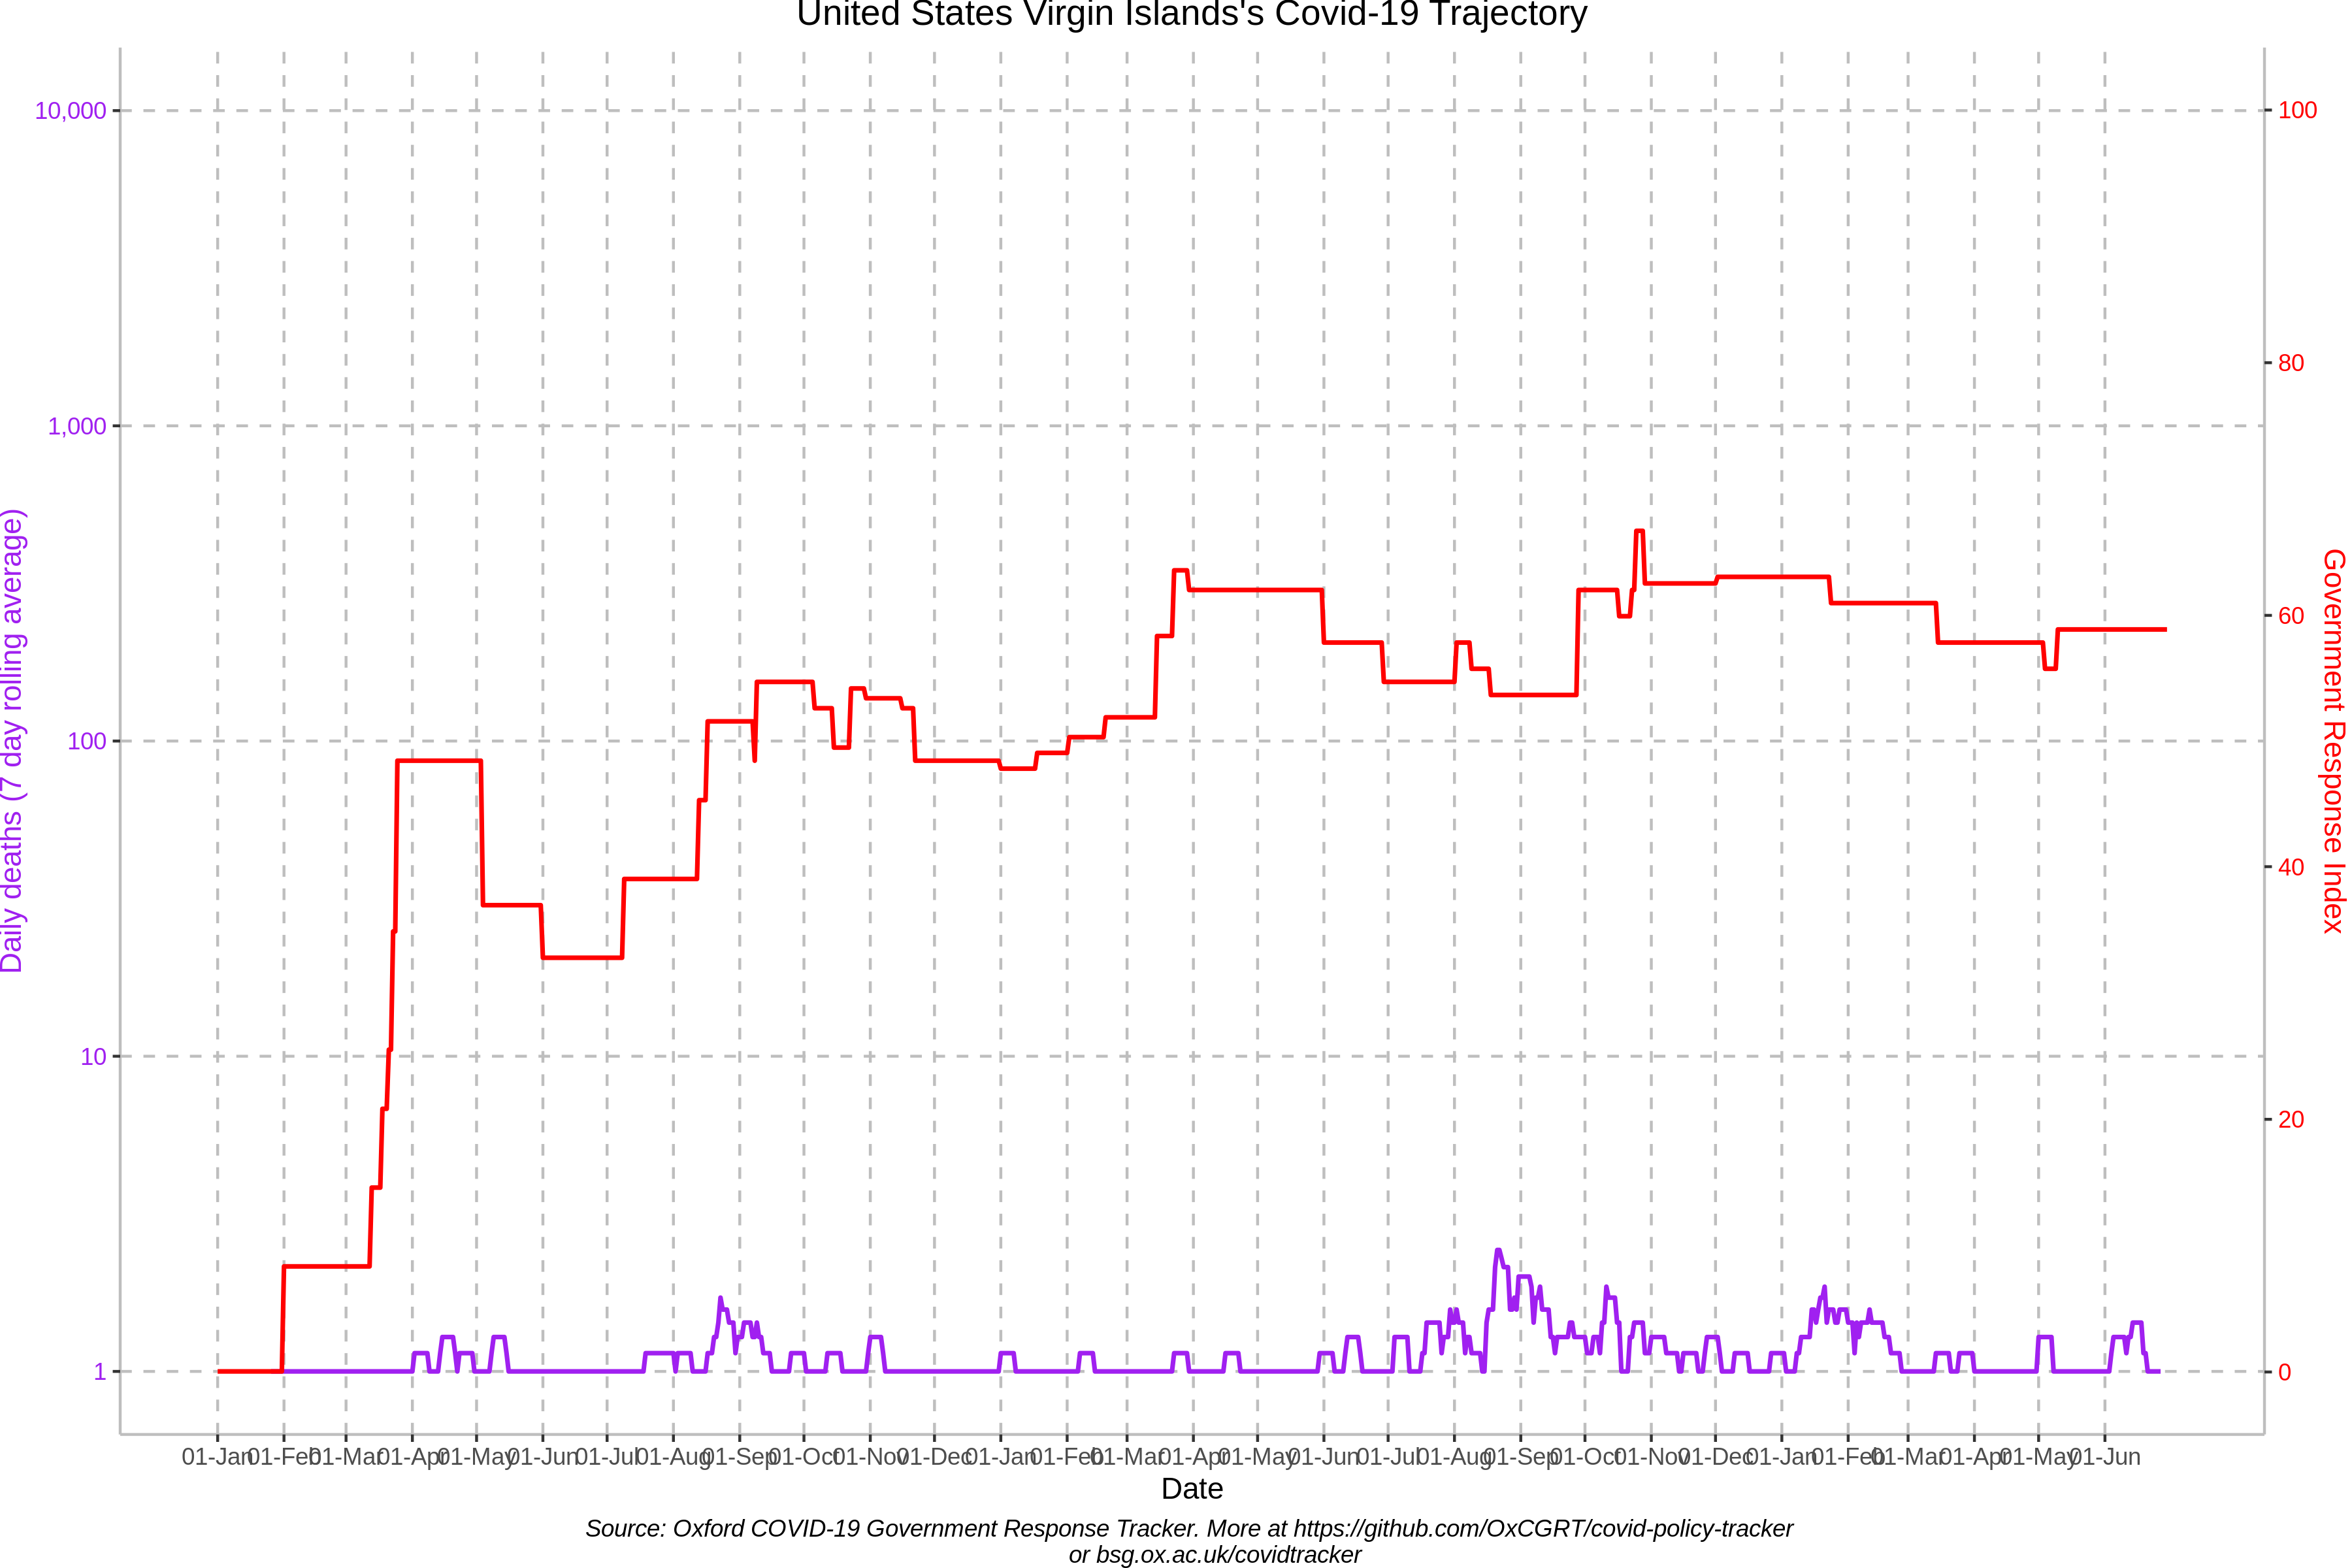 United States Virgin Islands's Covid-19 Trajectory
10,000
1,000
100
10
1
Daily deaths (7 day rolling average)
100
80
60
40
20
0
Government Response Index
01-Jan 01-Feb 01-Mar 01-Apr 01-May 01-Jun 01-Jul 01-Aug 01-Sep 01-Oct 01-Nov 01-Dec 01-Jan 01-Feb 01-Mar 01-Apr 01-May 01-Jun 01-Jul 01-Aug 01-Sep 01-Oct 01-Nov 01-Dec 01-Jan 01-Feb 01-Mar 01-Apr 01-May 01-Jun
Date
Source: Oxford COVID-19 Government Response Tracker. More at https://github.com/OxCGRT/covid-policy-tracker
or bsg.ox.ac.uk/covidtracker